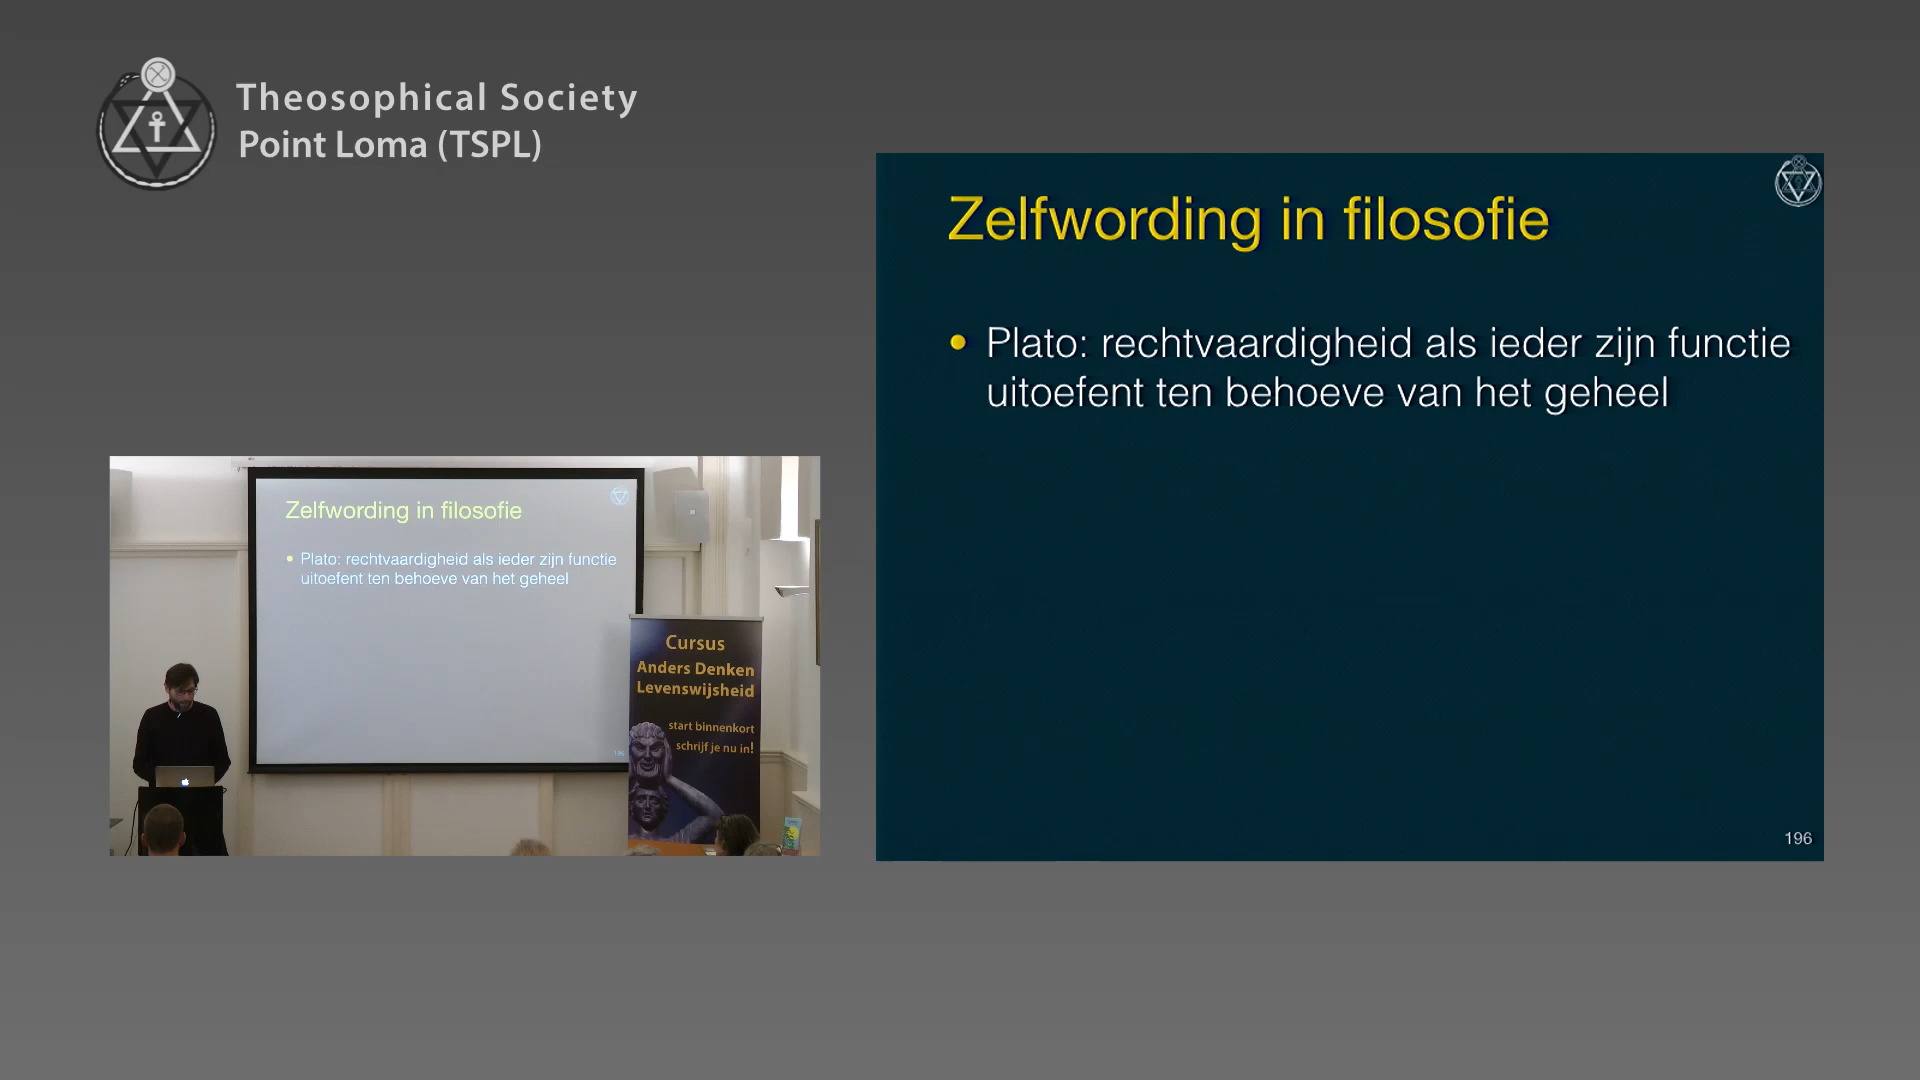 Theosophical Society
Point Loma (TSPL)
Zelfwording in filosofie
• Plato: rechtvaardigheid als ieder zijn functie
uitoefent ten behoeve van het geheel
196
Zelfwording in filosofie
• Plato: rechtvaardigheid als ieder zijn functie
uitoefent ten behoeve van het geheel
196
Cursus
Anders Denken
Levenswijsheid
start binnenkort
schrijf je nu in!